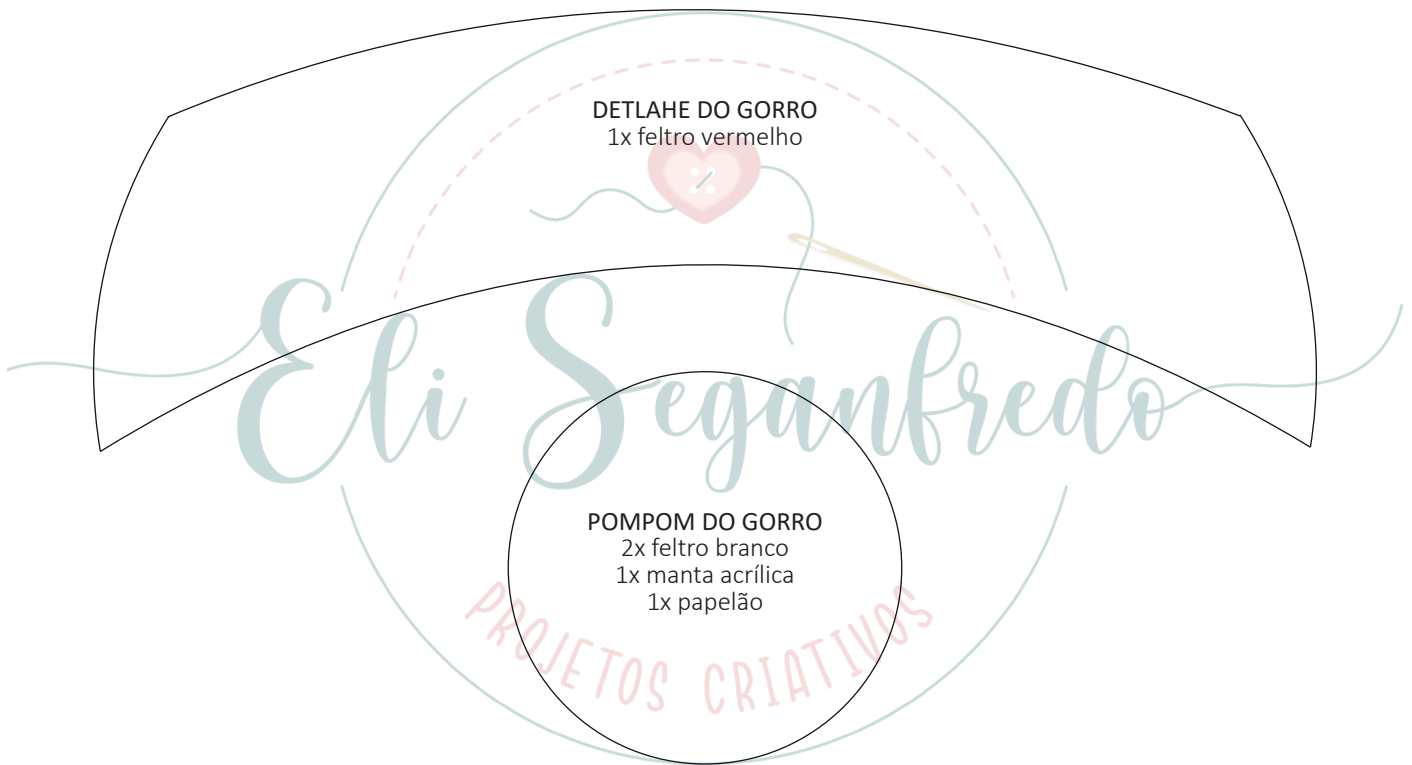 DETLAHE DO GORRO
1x feltro vermelho
Eli Seganfredo
POMPOM DO GORRO
2x feltro branco
1x manta acrílica
1x papelão
PROJETOS CRIATIVOS